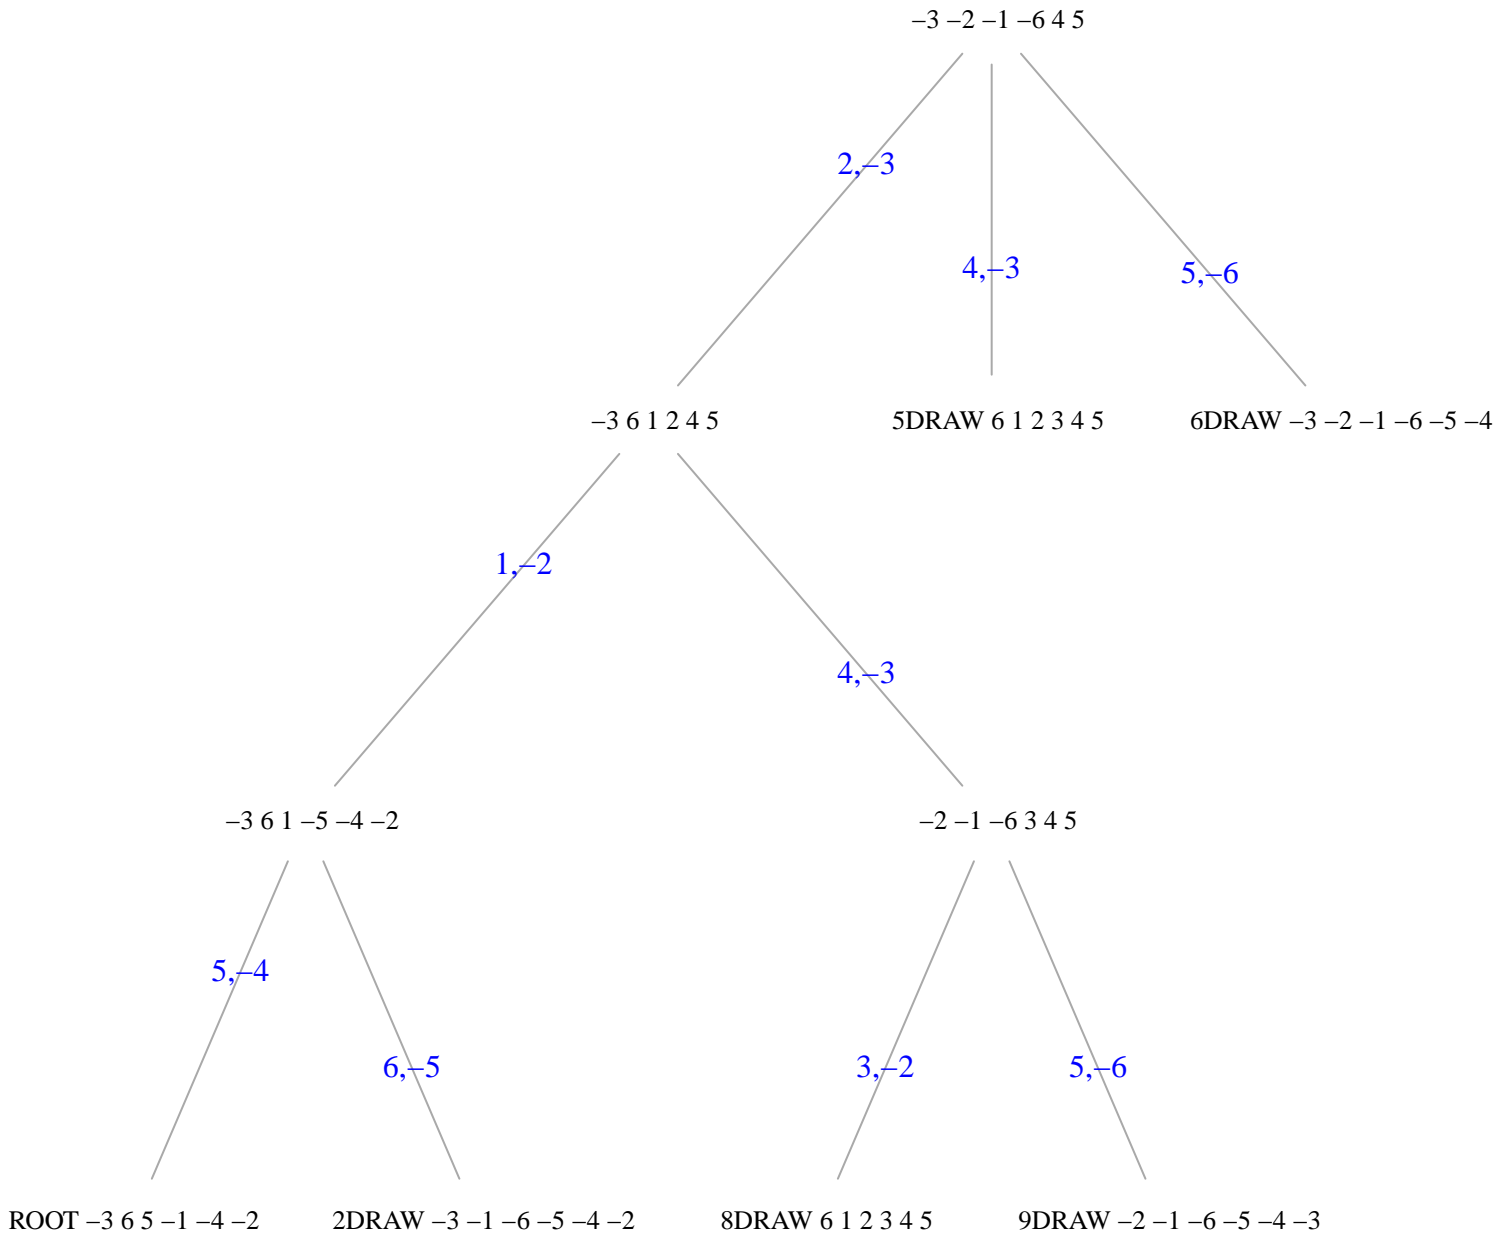 –3 –2 –1 –6 4 5
2,–3
4,–3
5,–6
–3 6 1 2 4 5
5DRAW 6 1 2 3 4 5
6DRAW –3 –2 –1 –6 –5 –4
1,–2
4,–3
–3 6 1 –5 –4 –2
–2 –1 –6 3 4 5
5,–4
6,–5
3,–2
5,–6
ROOT –3 6 5 –1 –4 –2
2DRAW –3 –1 –6 –5 –4 –2
8DRAW 6 1 2 3 4 5
9DRAW –2 –1 –6 –5 –4 –3